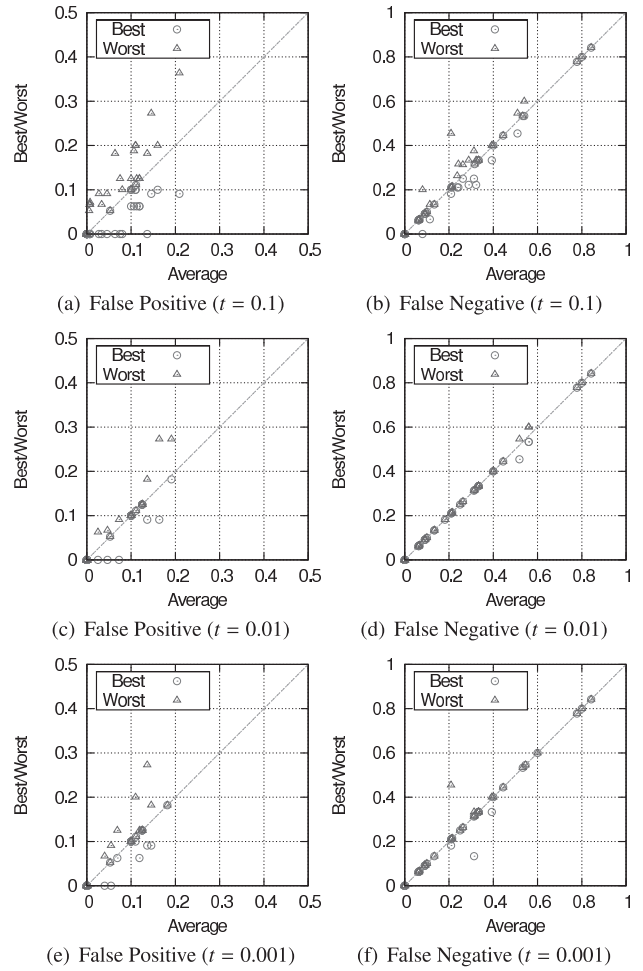 0.5
0.4
0.3
0.2
0.1
0
Best/Worst
Best
Worst
0 0.1 0.2 0.3 0.4 0.5
Average
(a) False Positive (t = 0.1)
1
0.8
0.6
0.4
0.2
0
Best/Worst
Best
Worst
0 0.2 0.4 0.6 0.8 1
Average
(b) False Negative (t = 0.1)
0.5
0.4
0.3
0.2
0.1
0
Best/Worst
Best
Worst
0 0.1 0.2 0.3 0.4 0.5
Average
(c) False Positive (t = 0.01)
1
0.8
0.6
0.4
0.2
0
Best/Worst
Best
Worst
0 0.2 0.4 0.6 0.8 1
Average
(d) False Negative (t = 0.01)
0.5
0.4
0.3
0.2
0.1
0
Best/Worst
Best
Worst
0 0.1 0.2 0.3 0.4 0.5
Average
(e) False Positive (t = 0.001)
1
0.8
0.6
0.4
0.2
0
Best/Worst
Best
Worst
0 0.2 0.4 0.6 0.8 1
Average
(f) False Negative (t = 0.001)